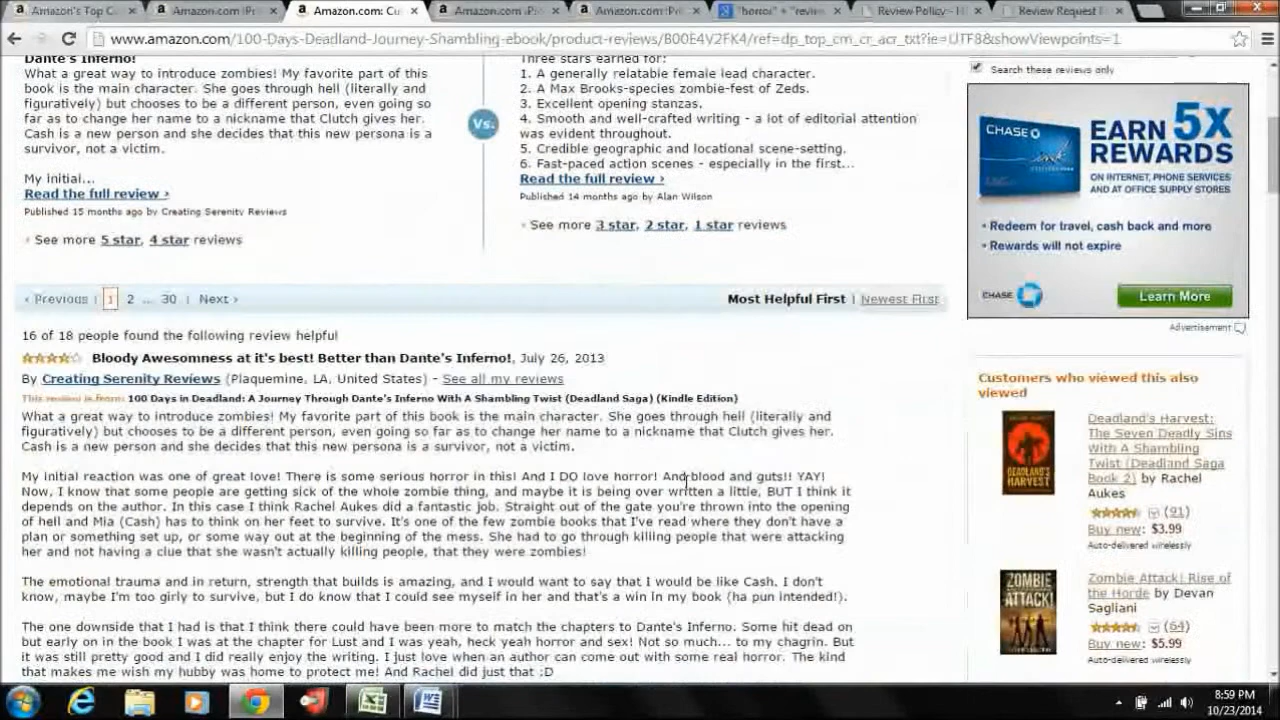 Amazon's Top C
Amazon.com :Pri
Amazon.com: Cu
Amazon.com :Pri
"horror" + "revie
Review Policy - H
Review Request F
www.amazon.com/100-Days-Deadland-Journey-Shambling-ebook/product-reviews/B00E4V2FK4/ref=dp_top_cm_cr_acr_txt?ie=UTF8&showViewpoints=1
Dante's Inferno!
What a great way to introduce zombies! My favorite part of this
book is the main character. She goes through hell (literally and
figuratively) but chooses to be a different person, even going so
far as to change her name to a nickname that Clutch gives her.
Cash is a new person and she decides that this new persona is a
survivor, not a victim.
My initial...
Read the full review ›
Published 15 months ago by Creating Serenity Reviews
› See more 5 star, 4 star reviews
Vs.
Three stars earned for:
1. A generally relatable female lead character.
2. A Max Brooks-species zombie-fest of Zeds.
3. Excellent opening stanzas.
4. Smooth and well-crafted writing - a lot of editorial attention
was evident throughout.
5. Credible geographic and locational scene-setting.
6. Fast-paced action scenes - especially in the first...
Read the full review ›
Published 14 months ago by Alan Wilson
› See more 3 star, 2 star, 1 star reviews
‹ Previous | 1 2 ... 30 | Next ›
Most Helpful First | Newest First
16 of 18 people found the following review helpful
Bloody Awesomness at it's best! Better than Dante's Inferno!, July 26, 2013
By Creating Serenity Reviews (Plaquemine, LA, United States) - See all my reviews
This review is from: 100 Days in Deadland: A Journey through Dante's Inferno With A Shambling Twist (Deadland Saga) (Kindle Edition)
What a great way to introduce zombies! My favorite part of this book is the main character. She goes through hell (literally and
figuratively) but chooses to be a different person, even going so far as to change her name to a nickname that Clutch gives her.
Cash is a new person and she decides that this new persona is a survivor, not a victim.
My initial reaction was one of great love! There is some serious horror in this! And I DO love horror! And blood and guts!! YAY!
Now, I know that some people are getting sick of the whole zombie thing, and maybe it is being over written a little, BUT I think it
depends on the author. In this case I think Rachel Aukes did a fantastic job. Straight out of the gate you're thrown into the opening
of hell and Mia (Cash) has to think on her feet to survive. It's one of the few zombie books that I've read where they don't have a
plan or something set up, or some way out at the beginning of the mess. She had to go through killing people that were attacking
her and not having a clue that she wasn't actually killing people, that they were zombies!
The emotional trauma and in return, strength that builds is amazing, and I would want to say that I would be like Cash. I don't
know, maybe I'm too girly to survive, but I do know that I could see myself in her and that's a win in my book (ha pun intended!).
The one downside that I had is that I think there could have been more to match the chapters to Dante's Inferno. Some hit dead on
but early on in the book I was at the chapter for Lust and I was yeah, heck yeah horror and sex! Not so much... to my chagrin. But
it was still pretty good and I did really enjoy the writing. I just love when an author can come out with some real horror. The kind
that makes me wish my hubby was home to protect me! And Rachel did just that :D
Search these reviews only
CHASE
ink
EARN 5X
REWARDS
ON INTERNET, PHONE SERVICES
AND AT OFFICE SUPPLY STORES
• Redeem for travel, cash back and more
• Rewards will not expire
CHASE
Learn More
Advertisement
Customers who viewed this also
viewed
DEADLAND'S
HARVEST
Deadland's Harvest:
The Seven Deadly Sins
With A Shambling
Twist (Deadland Saga
Book 2) by Rachel
Aukes
(91)
Buy new: $3.99
Auto-delivered wirelessly
ZOMBIE
ATTACK!
Zombie Attack! Rise of
the Horde by Devan
Sagliani
(64)
Buy new: $5.99
Auto-delivered wirelessly
8:59 PM
10/23/2014